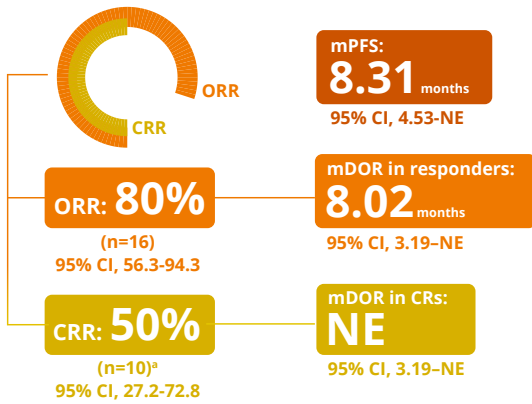 ORR
CRR
mPFS:
8.31 months
95% CI, 4.53-NE
ORR: 80%
(n=16)
95% CI, 56.3-94.3
mDOR in responders:
8.02 months
95% CI, 3.19–NE
CRR: 50%
(n=10)ᵃ
95% CI, 27.2-72.8
mDOR in CRs:
NE
95% CI, 3.19–NE